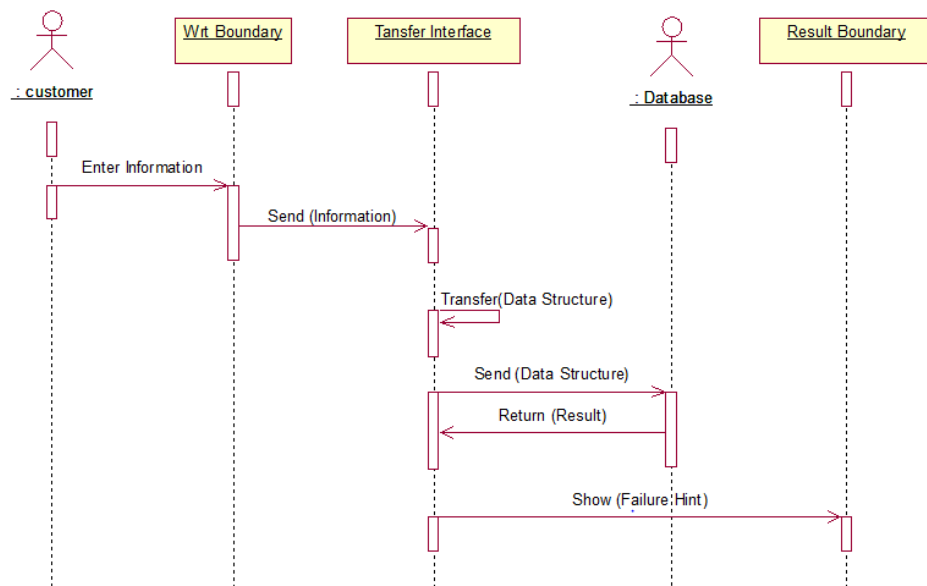 Wrt Boundary
Tansfer Interface
Result Boundary
: customer
: Database
Enter Information
Send (Information)
Transfer(Data Structure)
Send (Data Structure)
Return (Result)
Show (Failure Hint)